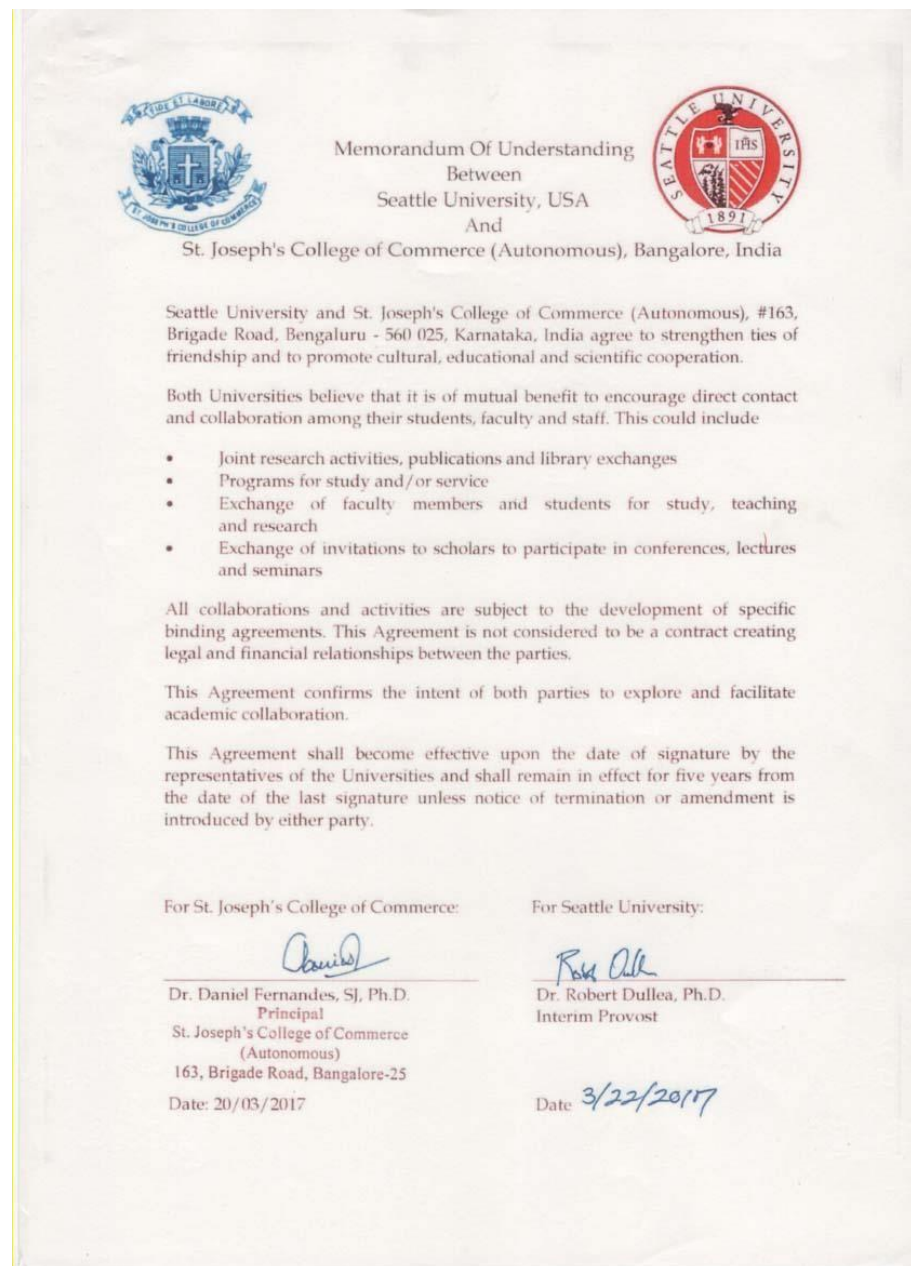 FIDE ET LABORE
ST JOSEPH'S COLLEGE OF COMMERCE
SEATTLE UNIVERSITY
IHS
1891
Memorandum Of Understanding
Between
Seattle University, USA
And
St. Joseph's College of Commerce (Autonomous), Bangalore, India
Seattle University and St. Joseph's College of Commerce (Autonomous), #163,
Brigade Road, Bengaluru - 560 025, Karnataka, India agree to strengthen ties of
friendship and to promote cultural, educational and scientific cooperation.
Both Universities believe that it is of mutual benefit to encourage direct contact
and collaboration among their students, faculty and staff. This could include
• Joint research activities, publications and library exchanges
• Programs for study and/or service
• Exchange of faculty members and students for study, teaching
and research
• Exchange of invitations to scholars to participate in conferences, lectures
and seminars
All collaborations and activities are subject to the development of specific
binding agreements. This Agreement is not considered to be a contract creating
legal and financial relationships between the parties.
This Agreement confirms the intent of both parties to explore and facilitate
academic collaboration.
This Agreement shall become effective upon the date of signature by the
representatives of the Universities and shall remain in effect for five years from
the date of the last signature unless notice of termination or amendment is
introduced by either party.
For St. Joseph's College of Commerce:
Dr. Daniel Fernandes, SJ, Ph.D.
Principal
St. Joseph's College of Commerce
(Autonomous)
163, Brigade Road, Bangalore-25
Date: 20/03/2017
For Seattle University:
Dr. Robert Dullea, Ph.D.
Interim Provost
Date 3/22/2017